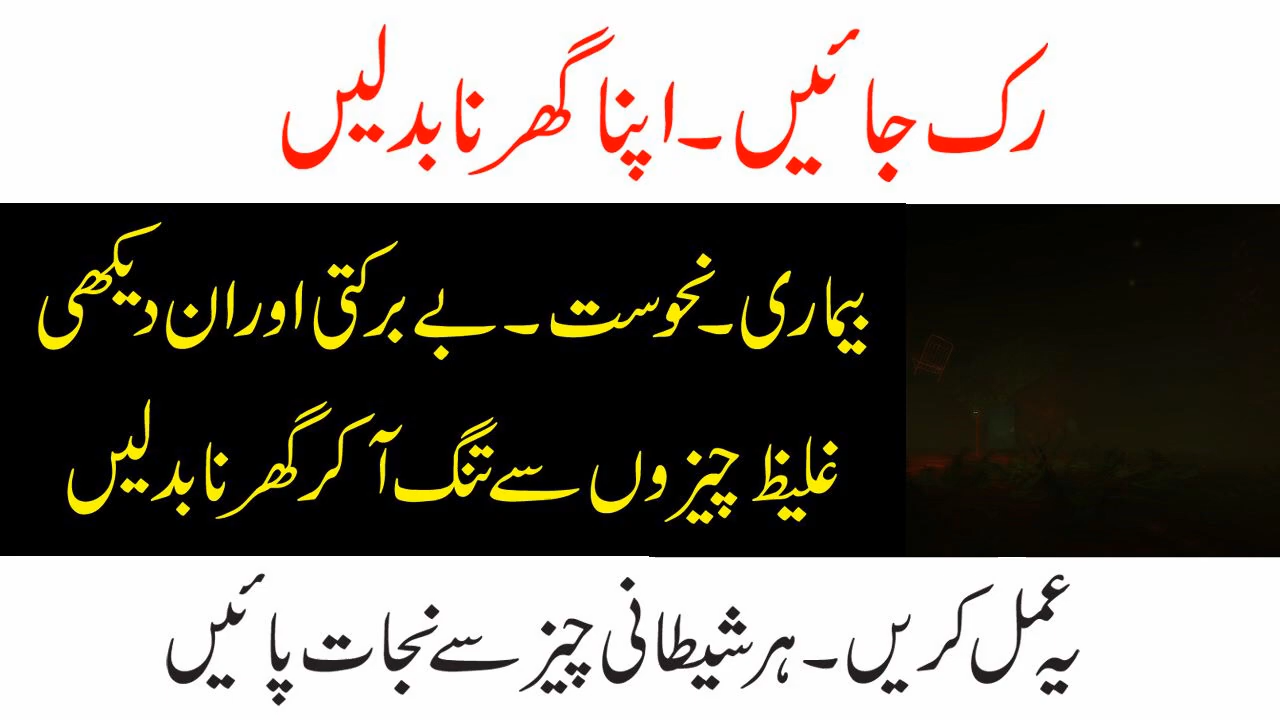 رک جائیں۔ اپنا گھر نا بدلیں
بیماری۔ نحوست۔ بے برکتی اور ان دیکھی
غلیظ چیزوں سے تنگ آ کر گھر نا بدلیں
یہ عمل کریں۔ ہر شیطانی چیز سے نجات پائیں